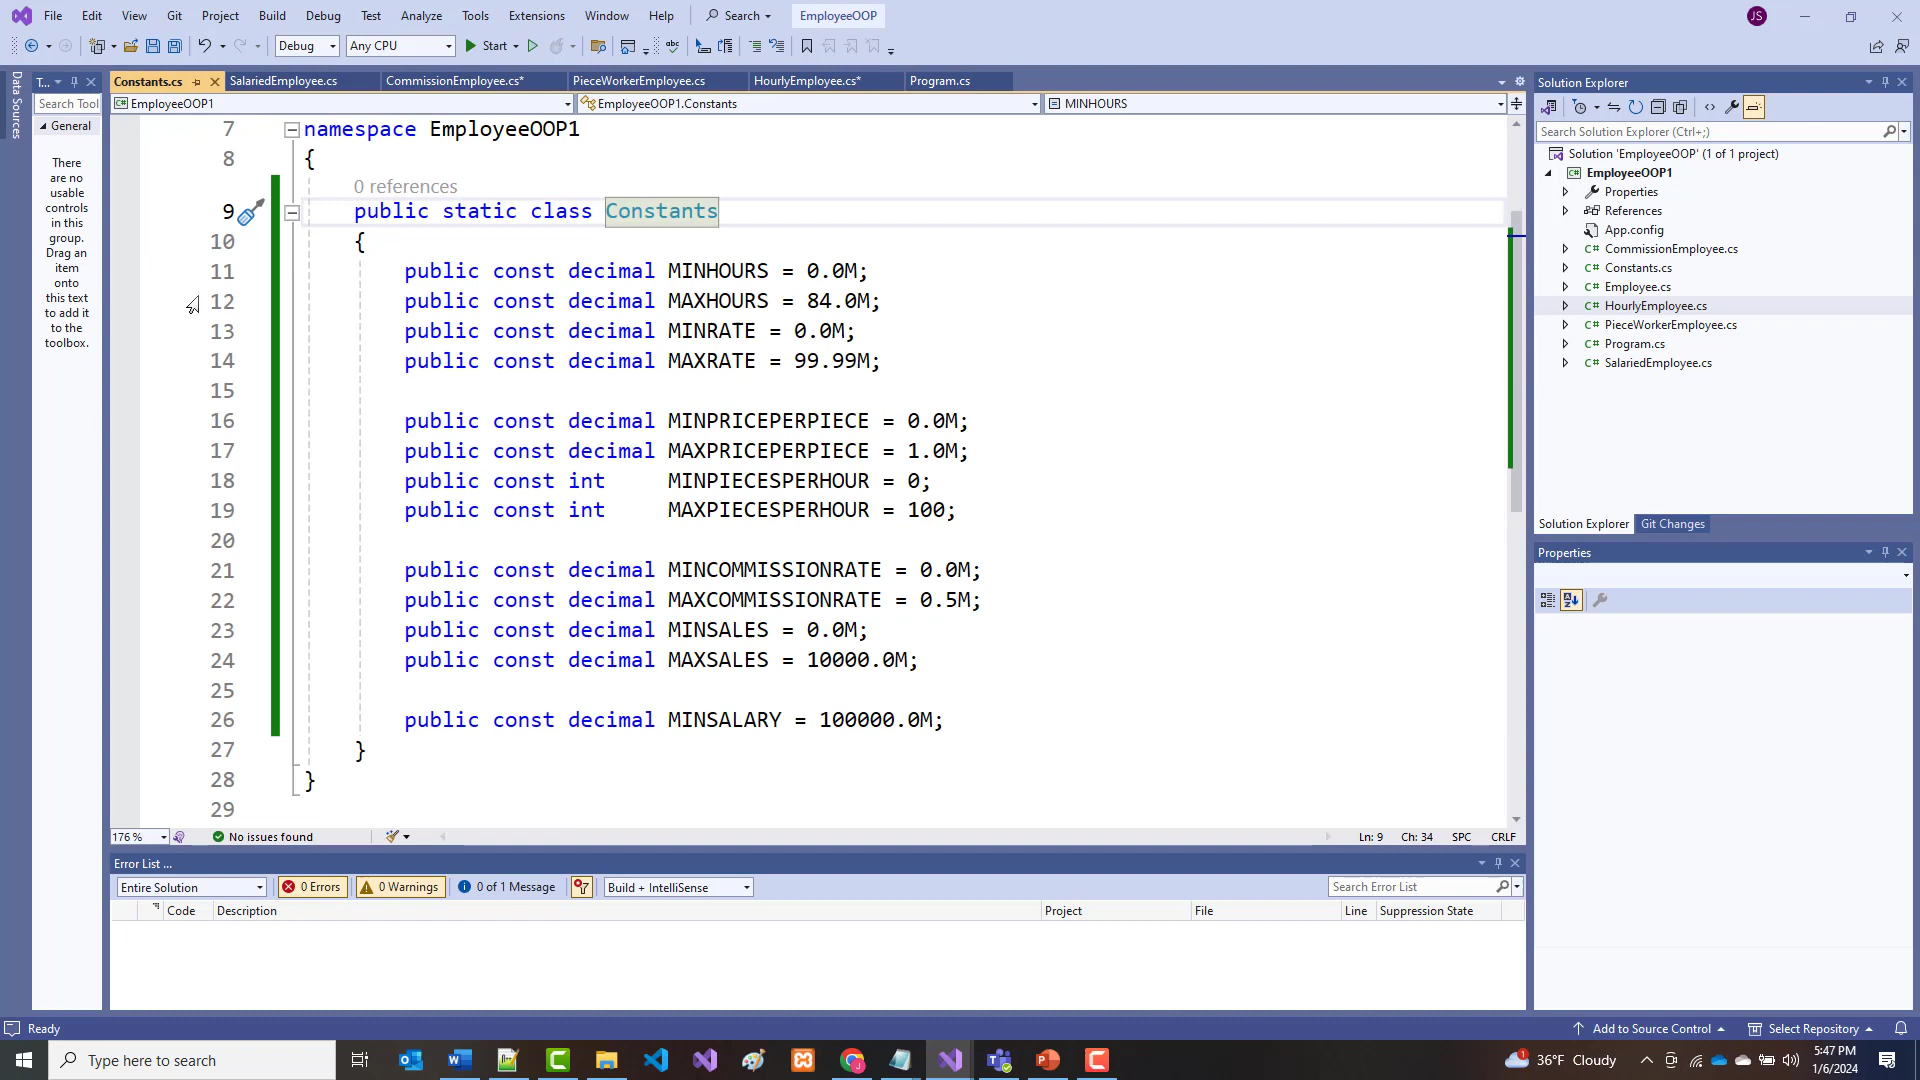 File Edit View Git Project Build Debug Test Analyze Tools Extensions Window Help Search EmployeeOOP JS
Debug Any CPU Start
Data Sources
T...
Search Tool
General
There
are no
usable
controls
in this
group.
Drag an
item
onto
this text
to add it
to the
toolbox.
Constants.cs SalariedEmployee.cs CommissionEmployee.cs* PieceWorkerEmployee.cs HourlyEmployee.cs* Program.cs
EmployeeOOP1 EmployeeOOP1.Constants MINHOURS
7 namespace EmployeeOOP1
8 {
0 references
9 public static class Constants
10 {
11 public const decimal MINHOURS = 0.0M;
12 public const decimal MAXHOURS = 84.0M;
13 public const decimal MINRATE = 0.0M;
14 public const decimal MAXRATE = 99.99M;
15
16 public const decimal MINPRICEPERPIECE = 0.0M;
17 public const decimal MAXPRICEPERPIECE = 1.0M;
18 public const int MINPIECESPERHOUR = 0;
19 public const int MAXPIECESPERHOUR = 100;
20
21 public const decimal MINCOMMISSIONRATE = 0.0M;
22 public const decimal MAXCOMMISSIONRATE = 0.5M;
23 public const decimal MINSALES = 0.0M;
24 public const decimal MAXSALES = 10000.0M;
25
26 public const decimal MINSALARY = 100000.0M;
27 }
28 }
29
176 % No issues found Ln: 9 Ch: 34 SPC CRLF
Error List ...
Entire Solution 0 Errors 0 Warnings 0 of 1 Message Build + IntelliSense Search Error List
Code Description Project File Line Suppression State
Solution Explorer
Search Solution Explorer (Ctrl+;)
Solution 'EmployeeOOP' (1 of 1 project)
EmployeeOOP1
Properties
References
App.config
C# CommissionEmployee.cs
C# Constants.cs
C# Employee.cs
C# HourlyEmployee.cs
C# PieceWorkerEmployee.cs
C# Program.cs
C# SalariedEmployee.cs
Solution Explorer Git Changes
Properties
Ready Add to Source Control Select Repository
Type here to search 36°F Cloudy 5:47 PM
1/6/2024